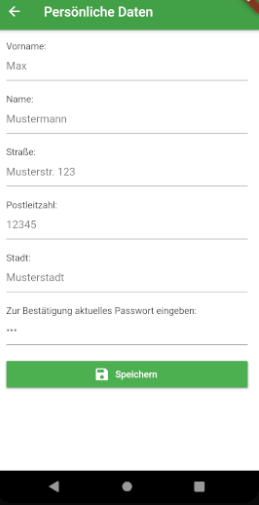 Persönliche Daten
Vorname:
Max
Name:
Mustermann
Straße:
Musterstr. 123
Postleitzahl:
12345
Stadt:
Musterstadt
Zur Bestätigung aktuelles Passwort eingeben:
•••
Speichern